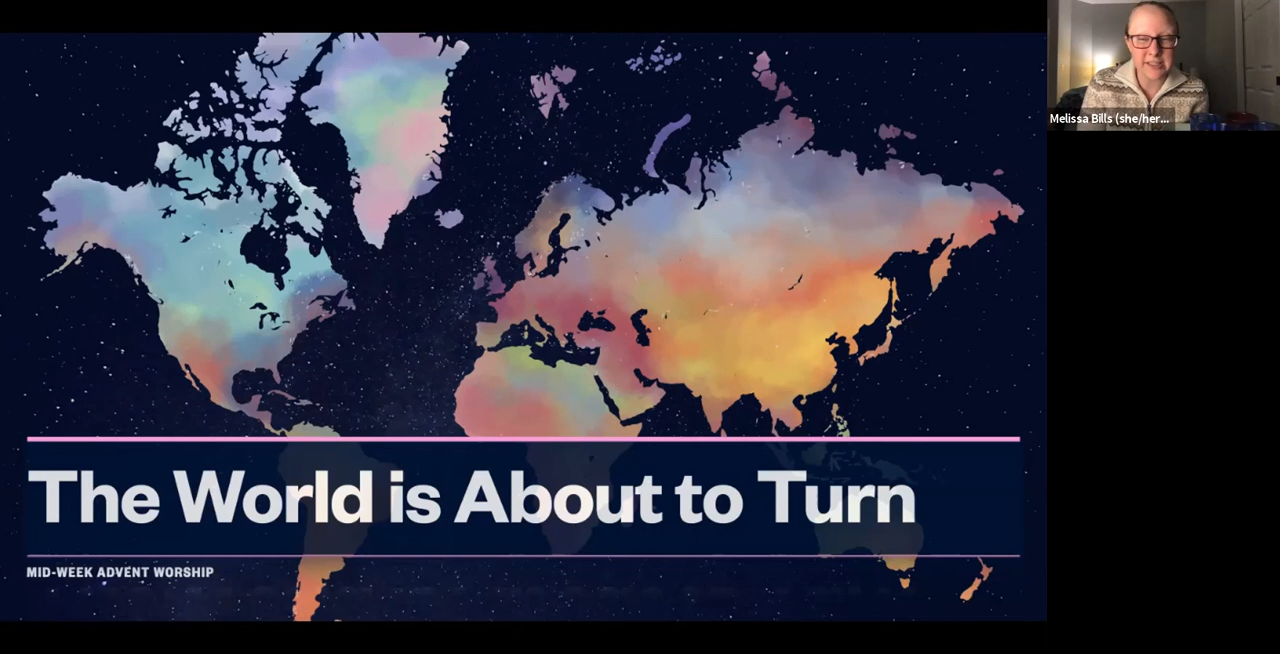 The World is About to Turn
MID-WEEK ADVENT WORSHIP
Melissa Bills (she/her...